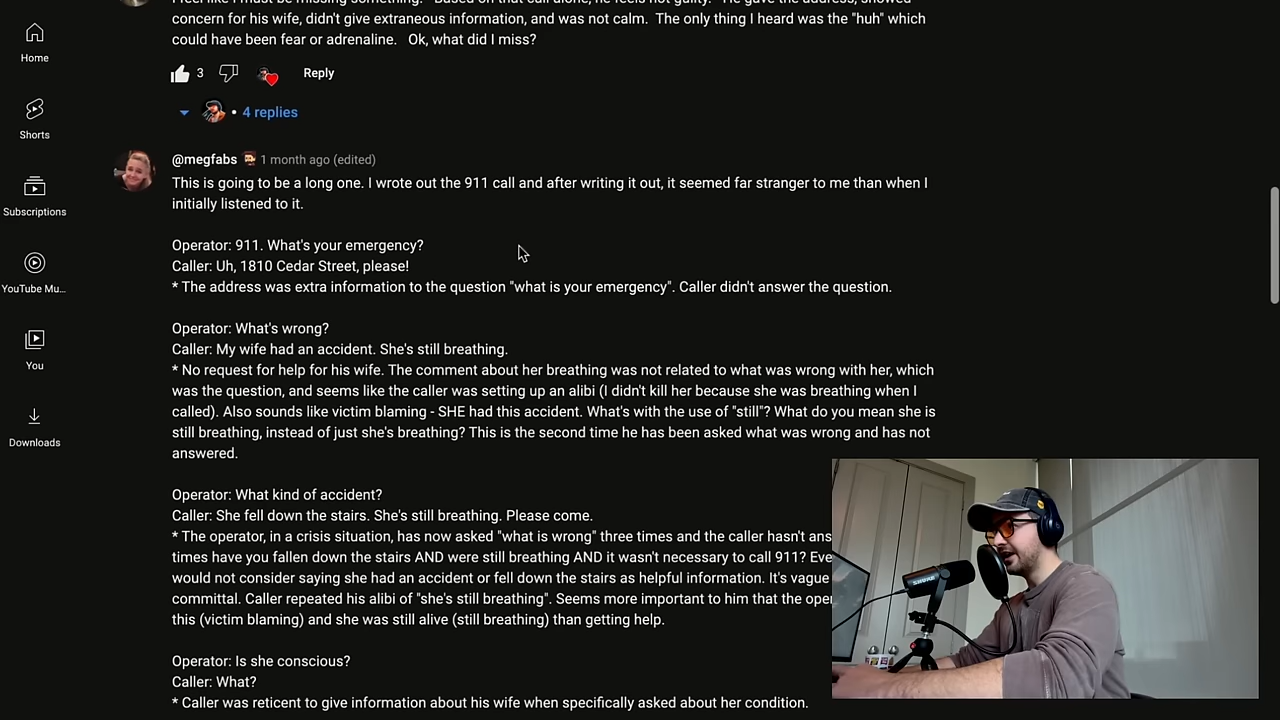 I feel like I must be missing something. Based on that call alone, he feels not guilty. He gave the address, showed
concern for his wife, didn't give extraneous information, and was not calm. The only thing I heard was the "huh" which
could have been fear or adrenaline. Ok, what did I miss?
3
Reply
• 4 replies
Home
Shorts
Subscriptions
YouTube Mu...
You
Downloads
@megfabs 1 month ago (edited)
This is going to be a long one. I wrote out the 911 call and after writing it out, it seemed far stranger to me than when I
initially listened to it.
Operator: 911. What's your emergency?
Caller: Uh, 1810 Cedar Street, please!
* The address was extra information to the question "what is your emergency". Caller didn't answer the question.
Operator: What's wrong?
Caller: My wife had an accident. She's still breathing.
* No request for help for his wife. The comment about her breathing was not related to what was wrong with her, which
was the question, and seems like the caller was setting up an alibi (I didn't kill her because she was breathing when I
called). Also sounds like victim blaming - SHE had this accident. What's with the use of "still"? What do you mean she is
still breathing, instead of just she's breathing? This is the second time he has been asked what was wrong and has not
answered.
Operator: What kind of accident?
Caller: She fell down the stairs. She's still breathing. Please come.
* The operator, in a crisis situation, has now asked "what is wrong" three times and the caller hasn't ans
times have you fallen down the stairs AND were still breathing AND it wasn't necessary to call 911? Eve
would not consider saying she had an accident or fell down the stairs as helpful information. It's vague
committal. Caller repeated his alibi of "she's still breathing". Seems more important to him that the oper
this (victim blaming) and she was still alive (still breathing) than getting help.
Operator: Is she conscious?
Caller: What?
* Caller was reticent to give information about his wife when specifically asked about her condition.
SHURE